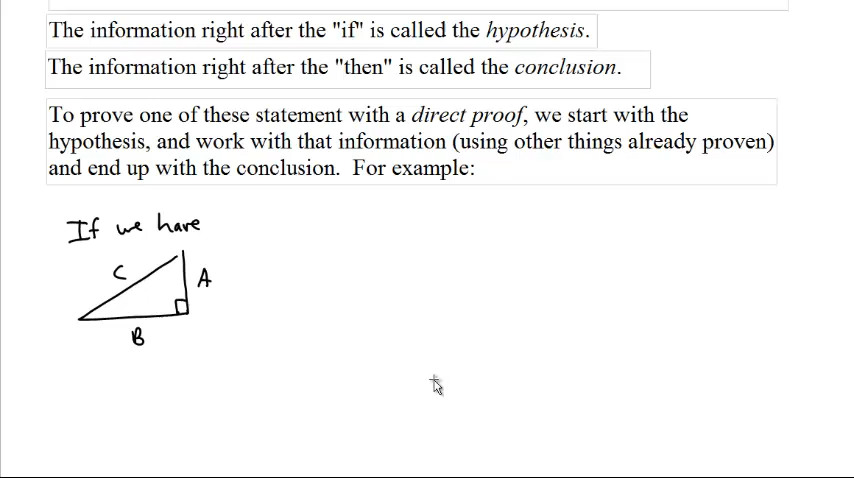 The information right after the "if" is called the hypothesis.
The information right after the "then" is called the conclusion.
To prove one of these statement with a direct proof, we start with the
hypothesis, and work with that information (using other things already proven)
and end up with the conclusion. For example:
If we have
C
A
B